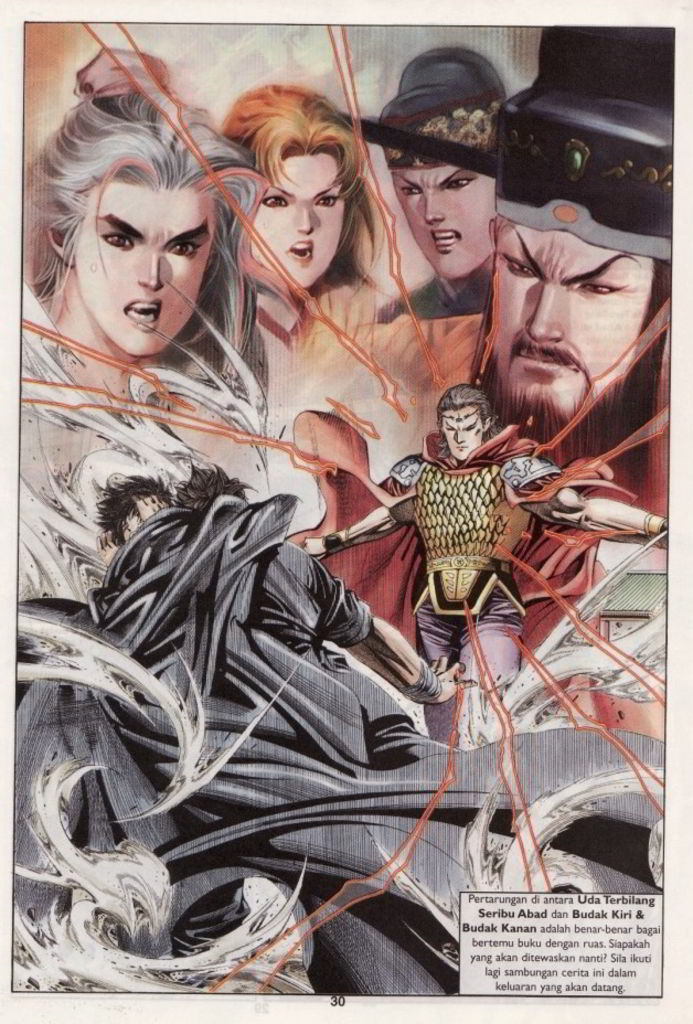 Pertarungan di antara Uda Terbilang
Seribu Abad dan Budak Kiri &
Budak Kanan adalah benar-benar bagai
bertemu buku dengan ruas. Siapakah
yang akan ditewaskan nanti? Sila ikuti
lagi sambungan cerita ini dalam
keluaran yang akan datang.
30